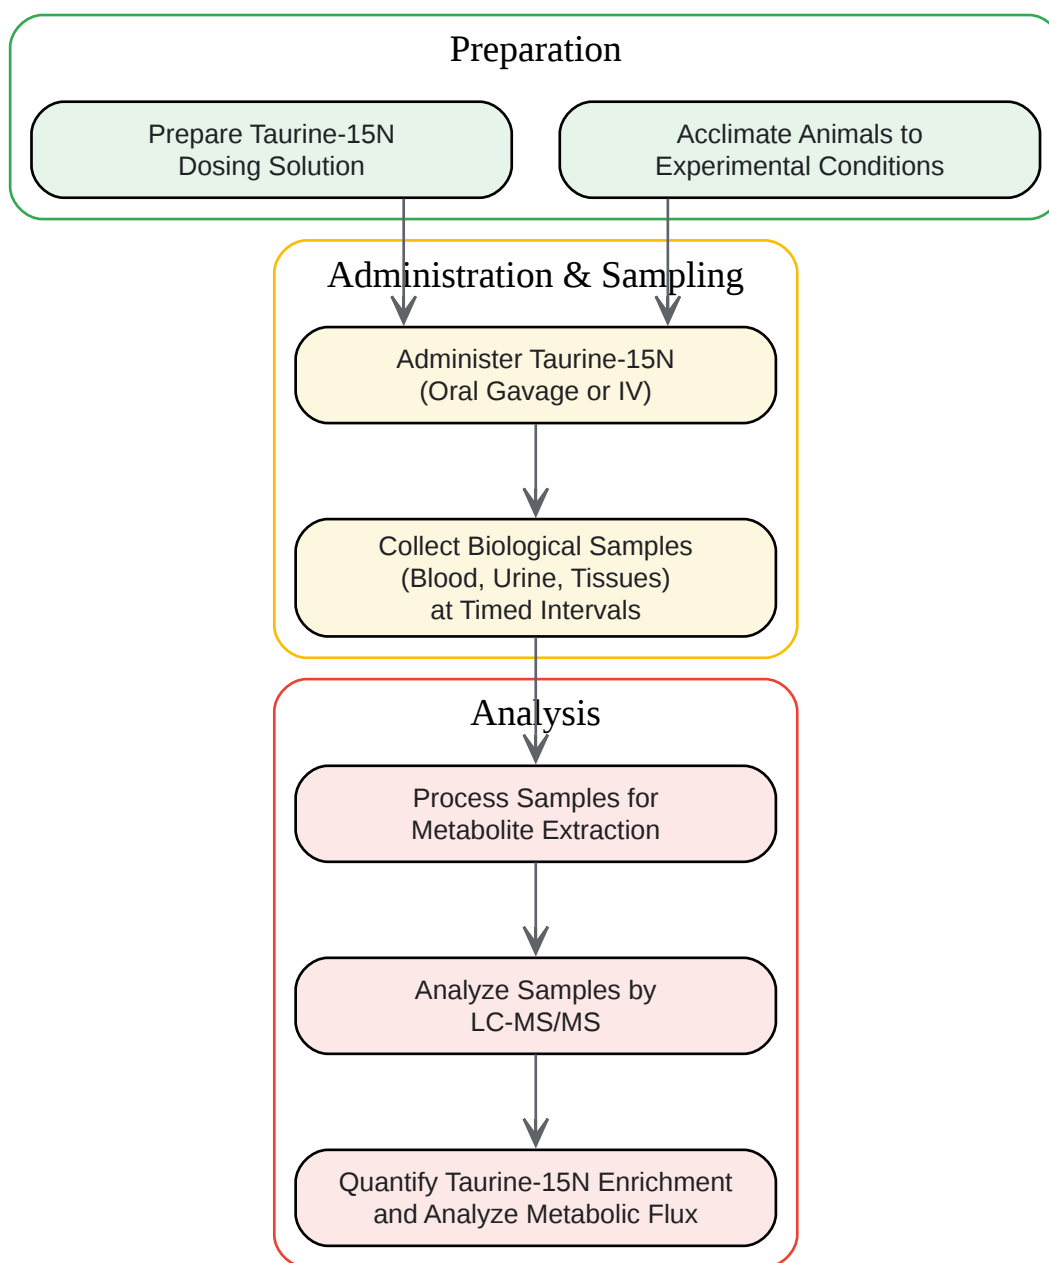 Preparation
Prepare Taurine-15N
Dosing Solution
Acclimate Animals to
Experimental Conditions
Administration & Sampling
Administer Taurine-15N
(Oral Gavage or IV)
Collect Biological Samples
(Blood, Urine, Tissues)
at Timed Intervals
Analysis
Process Samples for
Metabolite Extraction
Analyze Samples by
LC-MS/MS
Quantify Taurine-15N Enrichment
and Analyze Metabolic Flux